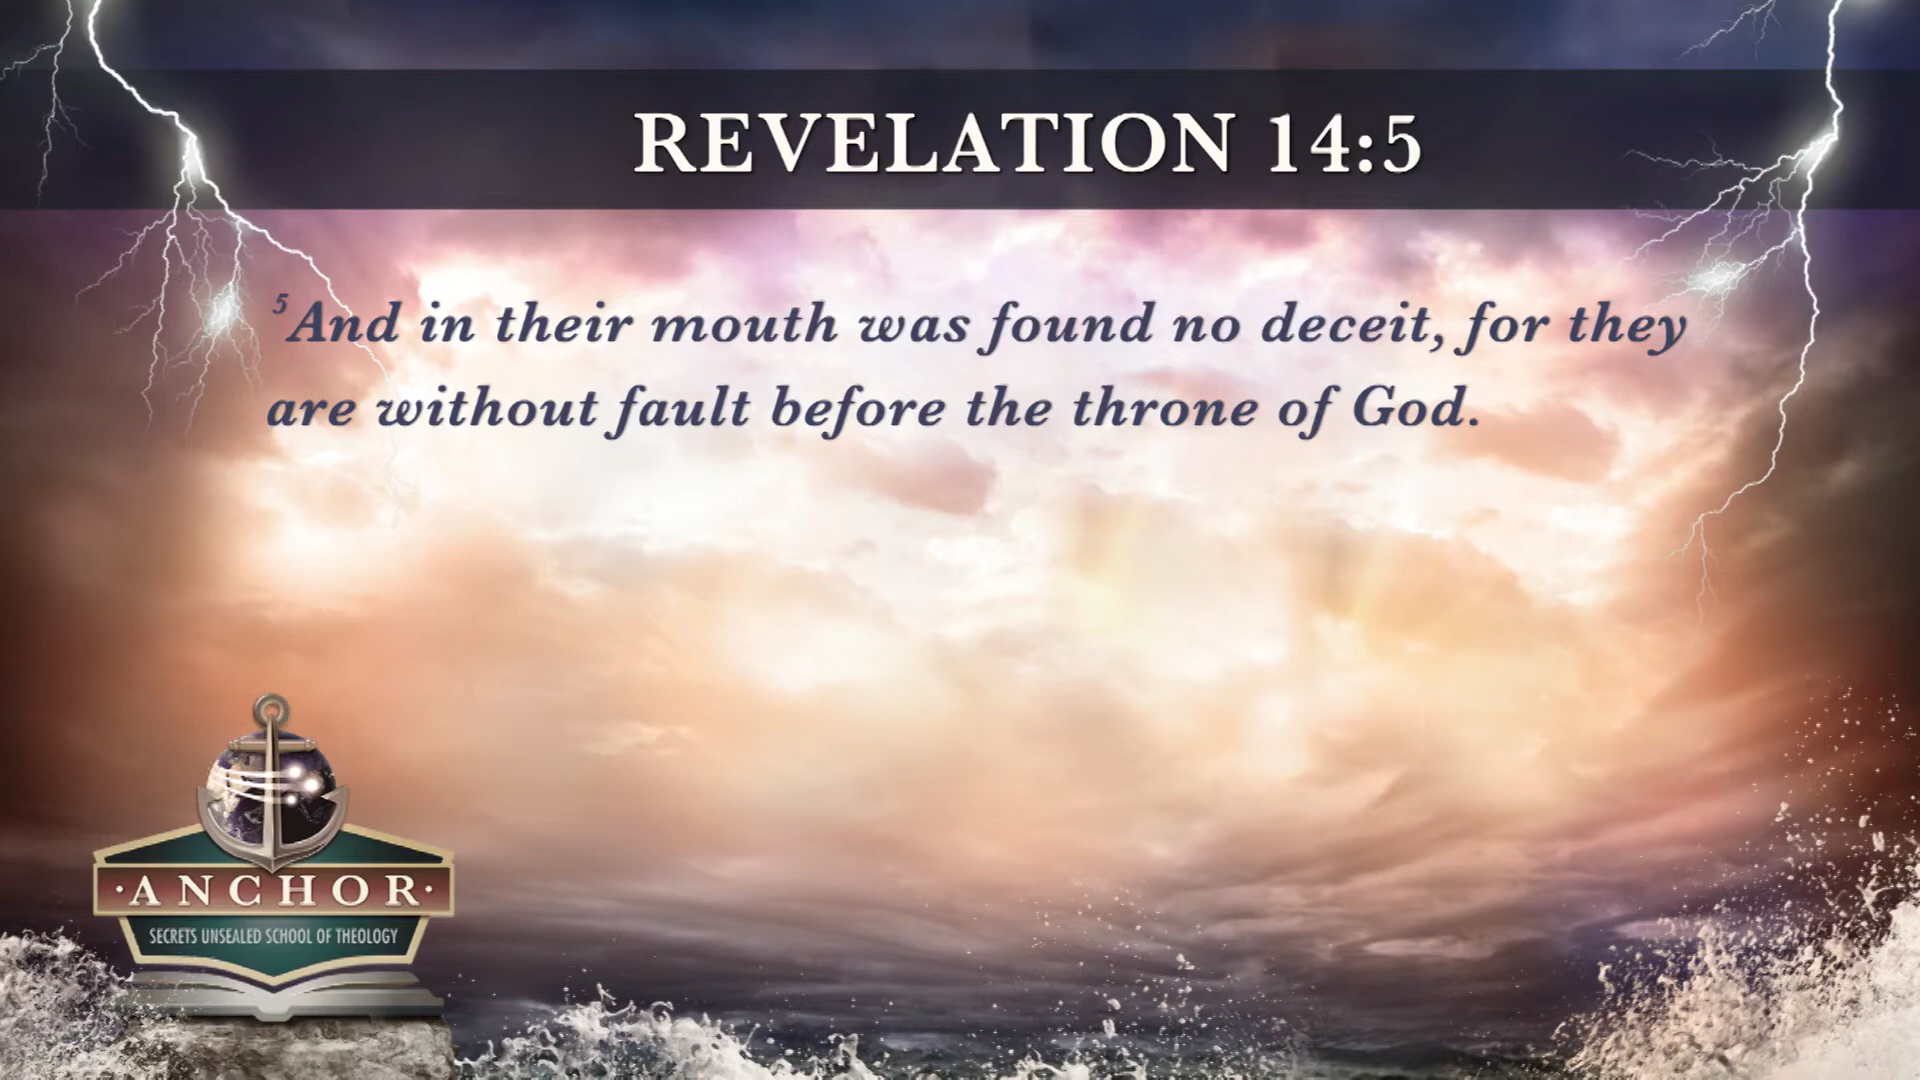 REVELATION 14:5
⁵And in their mouth was found no deceit, for they
are without fault before the throne of God.
·ANCHOR·
SECRETS UNSEALED SCHOOL OF THEOLOGY